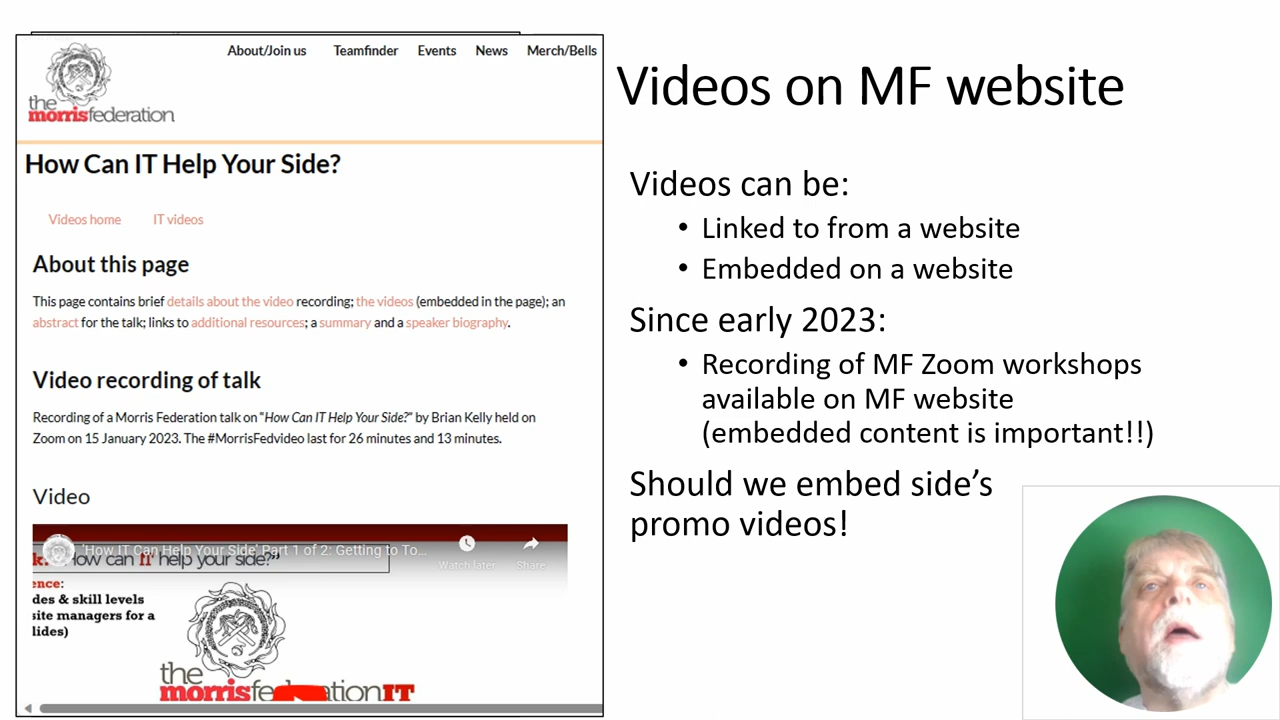 About/Join us Teamfinder Events News Merch/Bells
the
morrisfederation
How Can IT Help Your Side?
Videos home IT videos
About this page
This page contains brief details about the video recording; the videos (embedded in the page); an
abstract for the talk; links to additional resources; a summary and a speaker biography.
Video recording of talk
Recording of a Morris Federation talk on "How Can IT Help Your Side?" by Brian Kelly held on
Zoom on 15 January 2023. The #MorrisFedvideo last for 26 minutes and 13 minutes.
Video
'How IT Can Help Your Side' Part 1 of 2: Getting to To...
Watch later Share
k: "How can IT help your side?"
ence:
des & skill levels
site managers for a
lides)
the
Videos on MF website
Videos can be:
• Linked to from a website
• Embedded on a website
Since early 2023:
• Recording of MF Zoom workshops
available on MF website
(embedded content is important!!)
Should we embed side's
promo videos!